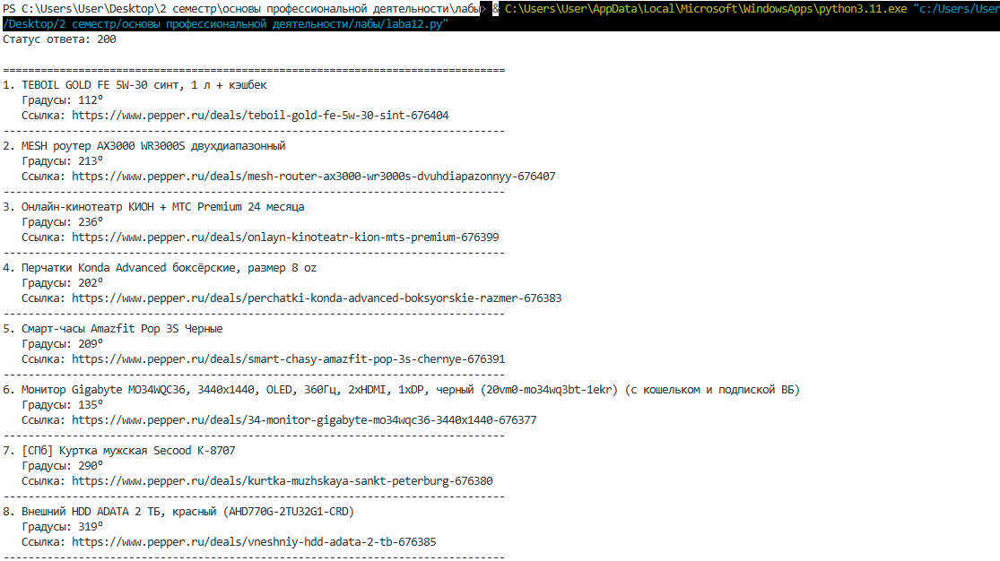 PS C:\Users\User\Desktop\2 семестр\основы профессиональной деятельности\лабы> & C:\Users\User\AppData\Local\Microsoft\WindowsApps\python3.11.exe "c:/Users/User
/Desktop/2 семестр/основы профессиональной деятельности/лабы/laba12.py"
Статус ответа: 200
================================================================================
1. TEBOIL GOLD FE 5W-30 синт, 1 л + кэшбек
Градусы: 112°
Ссылка: https://www.pepper.ru/deals/teboil-gold-fe-5w-30-sint-676404
--------------------------------------------------------------------------------
2. MESH роутер AX3000 WR3000S двухдиапазонный
Градусы: 213°
Ссылка: https://www.pepper.ru/deals/mesh-router-ax3000-wr3000s-dvuhdiapazonnyy-676407
--------------------------------------------------------------------------------
3. Онлайн-кинотеатр КИОН + МТС Premium 24 месяца
Градусы: 236°
Ссылка: https://www.pepper.ru/deals/onlayn-kinoteatr-kion-mts-premium-676399
--------------------------------------------------------------------------------
4. Перчатки Konda Advanced боксёрские, размер 8 oz
Градусы: 202°
Ссылка: https://www.pepper.ru/deals/perchatki-konda-advanced-boksyorskie-razmer-676383
--------------------------------------------------------------------------------
5. Смарт-часы Amazfit Pop 3S Черные
Градусы: 209°
Ссылка: https://www.pepper.ru/deals/smart-chasy-amazfit-pop-3s-chernye-676391
--------------------------------------------------------------------------------
6. Монитор Gigabyte MO34WQC36, 3440x1440, OLED, 360Гц, 2xHDMI, 1xDP, черный (20vm0-mo34wq3bt-1ekr) (с кошельком и подпиской ВБ)
Градусы: 135°
Ссылка: https://www.pepper.ru/deals/34-monitor-gigabyte-mo34wqc36-3440x1440-676377
--------------------------------------------------------------------------------
7. [СПб] Куртка мужская Secood K-8707
Градусы: 290°
Ссылка: https://www.pepper.ru/deals/kurtka-muzhskaya-sankt-peterburg-676380
--------------------------------------------------------------------------------
8. Внешний HDD ADATA 2 ТБ, красный (AHD770G-2TU32G1-CRD)
Градусы: 319°
Ссылка: https://www.pepper.ru/deals/vneshniy-hdd-adata-2-tb-676385
--------------------------------------------------------------------------------